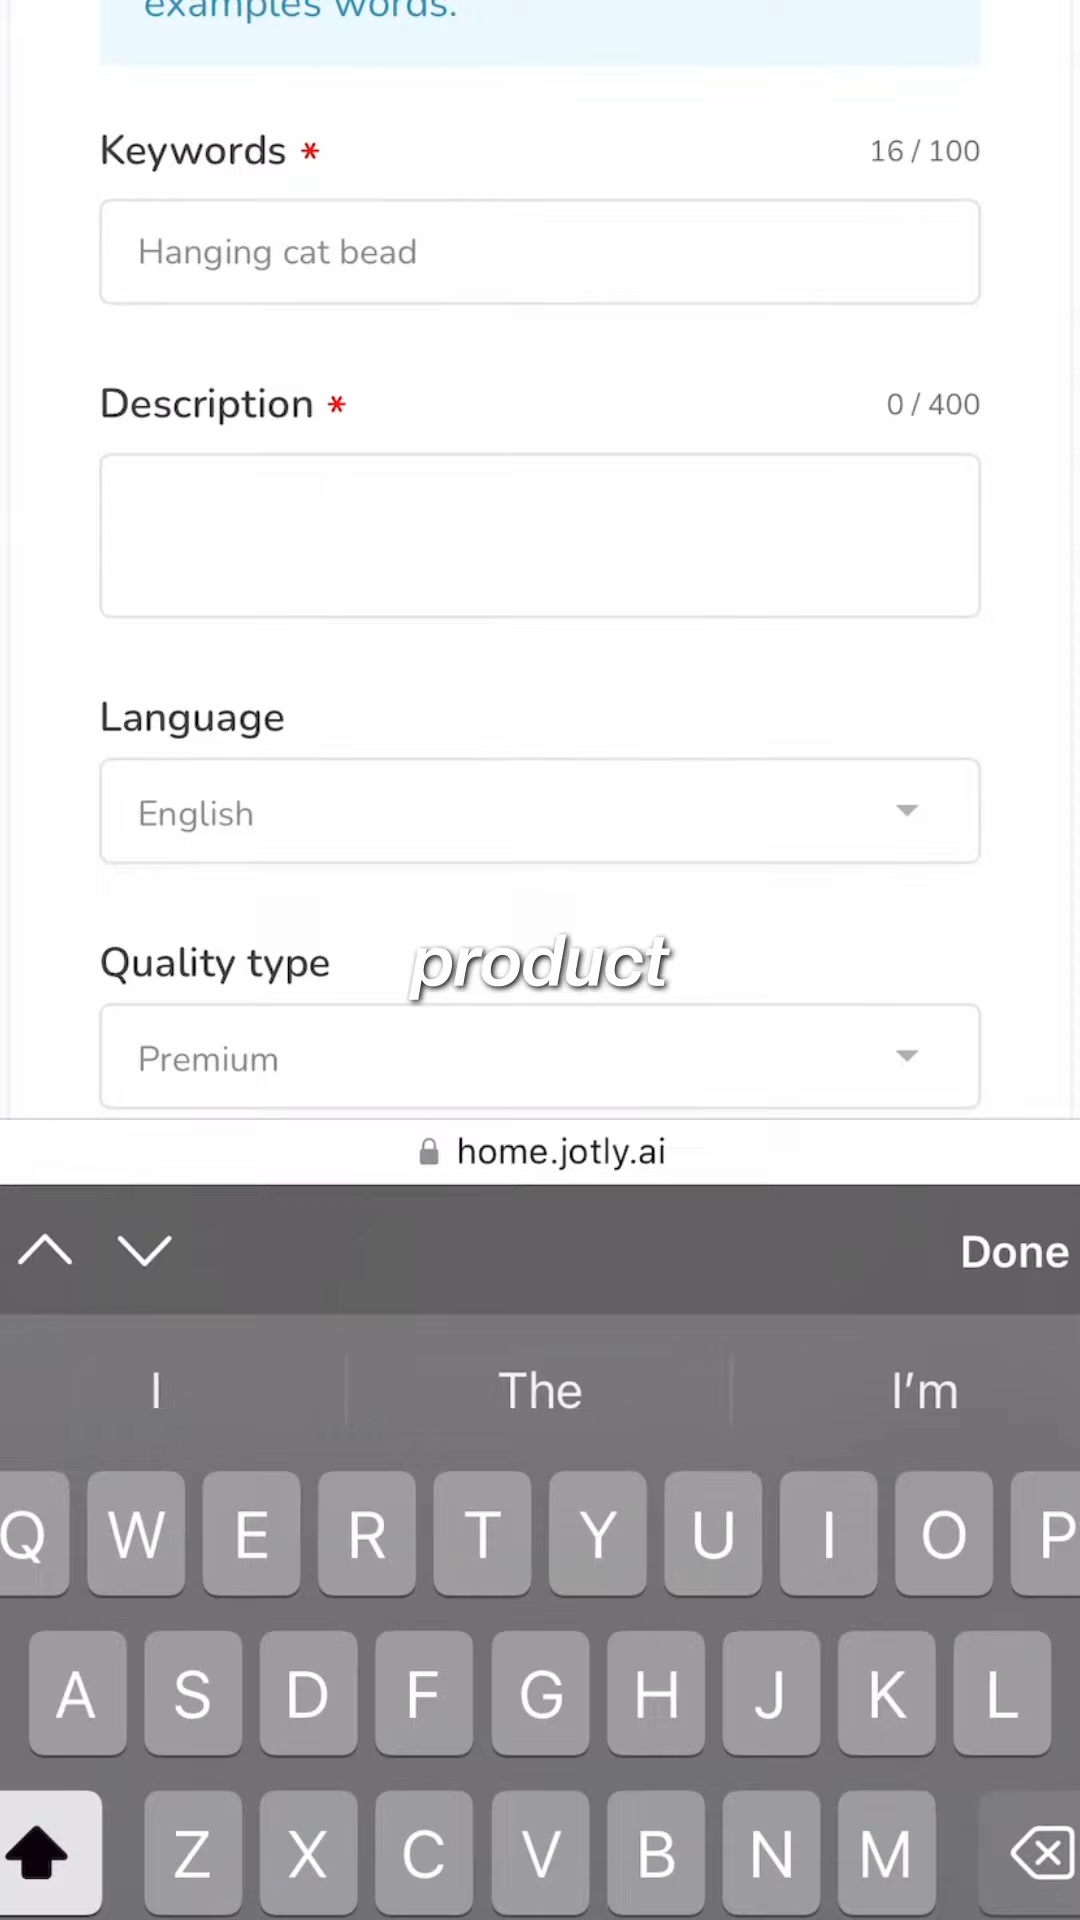 examples words.
Keywords *
16 / 100
Hanging cat bead
Description *
0 / 400
Language
English
Quality type
product
Premium
home.jotly.ai
Done
I
The
I'm
Q W E R T Y U I O P
A S D F G H J K L
Z X C V B N M